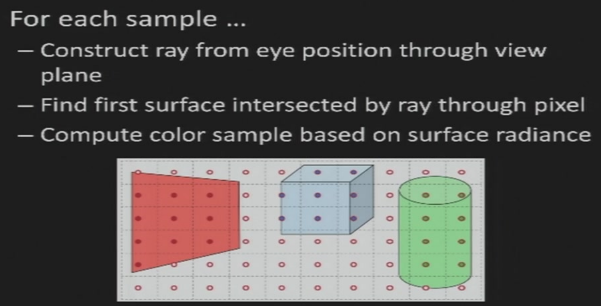 For each sample ...
– Construct ray from eye position through view
plane
– Find first surface intersected by ray through pixel
– Compute color sample based on surface radiance